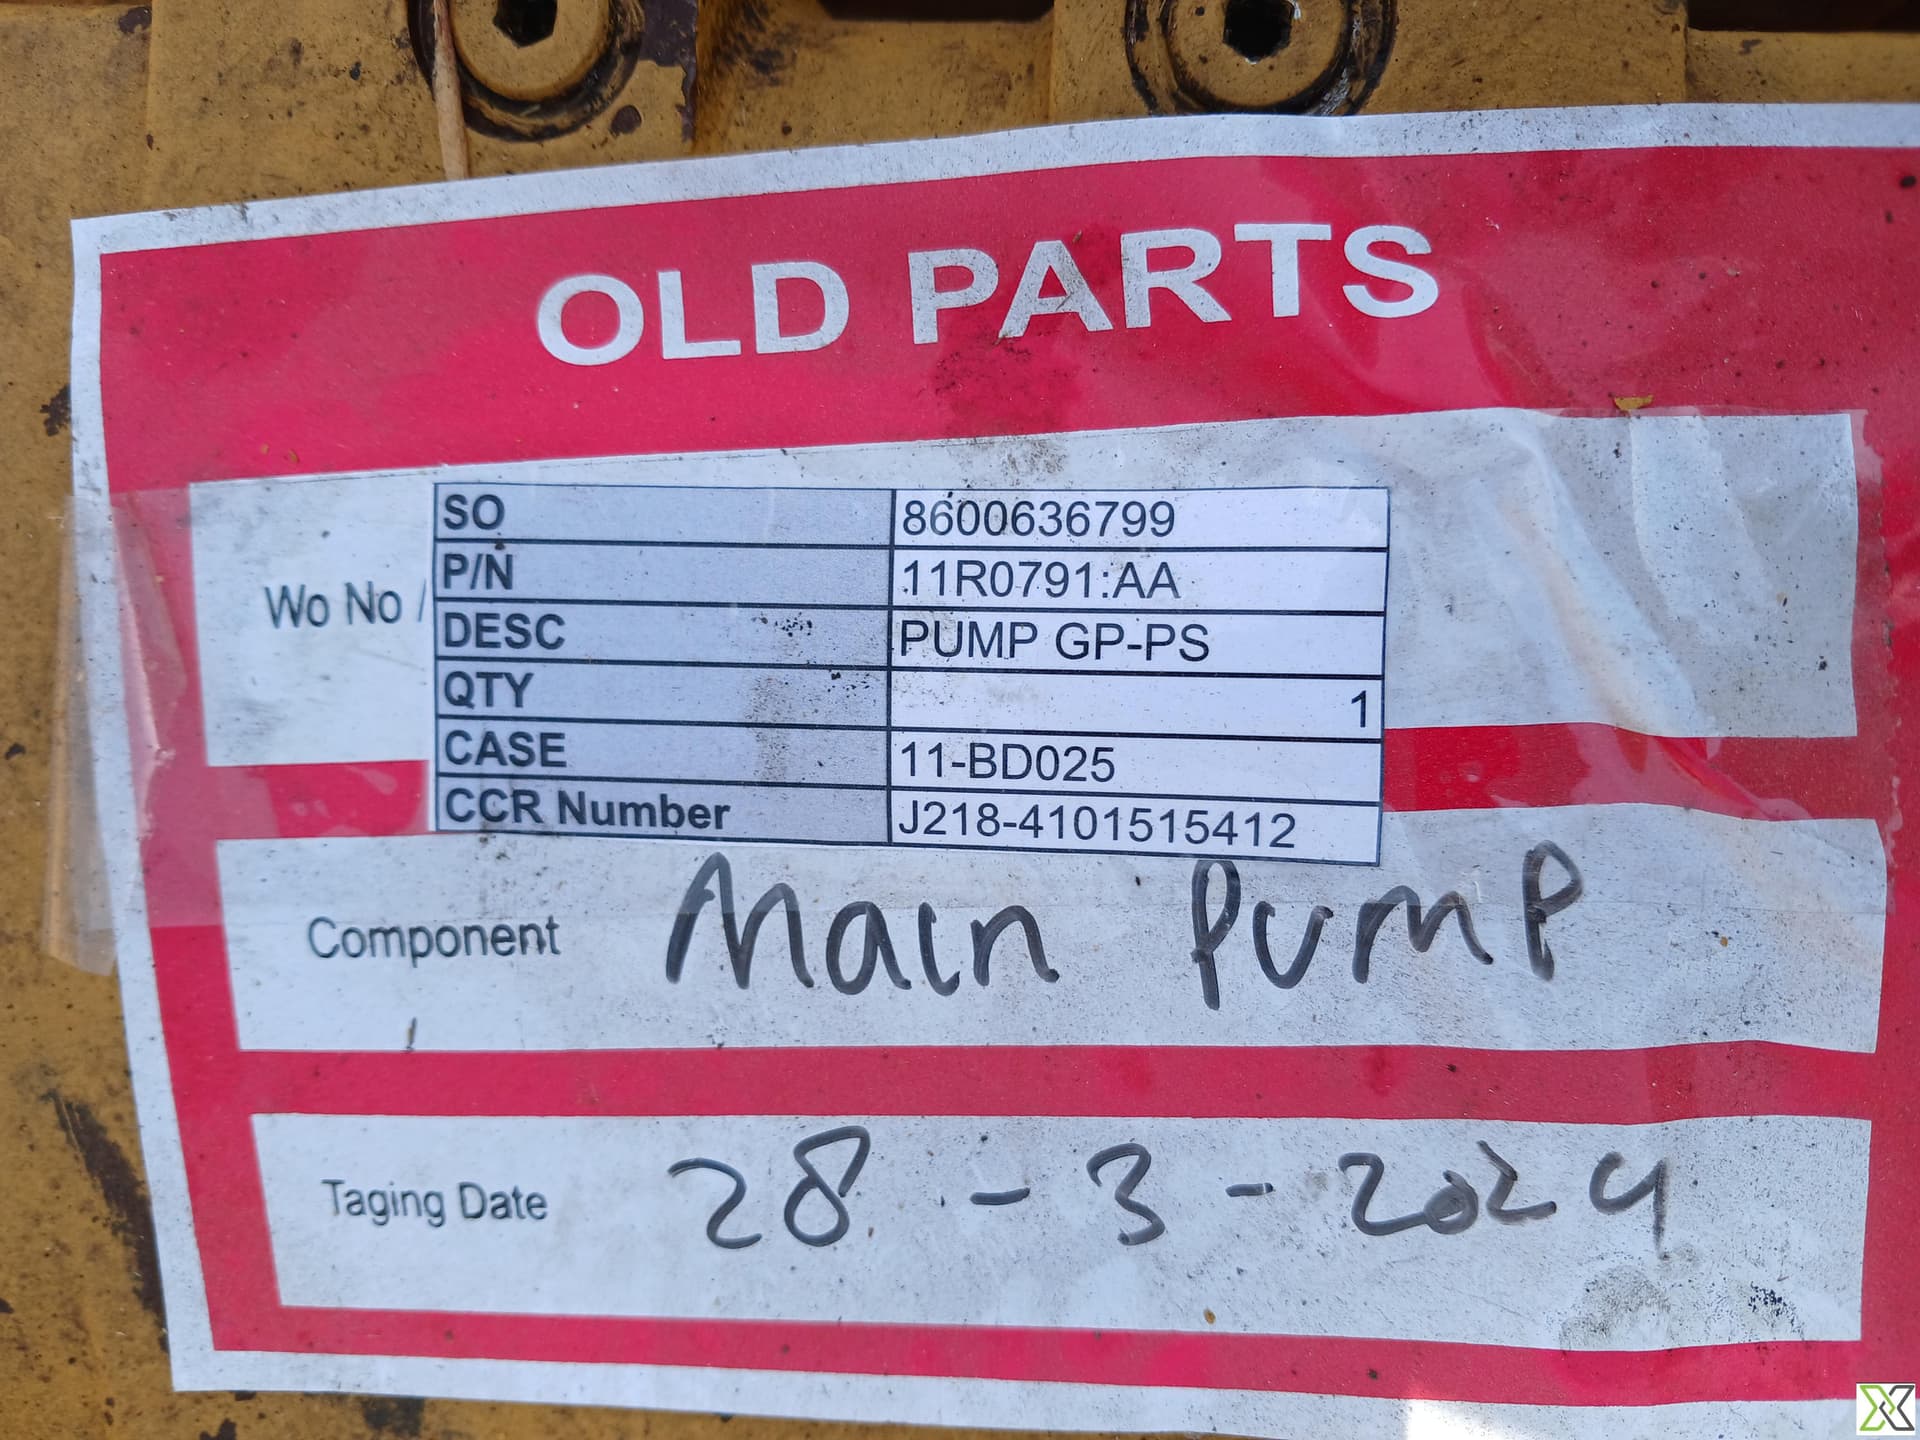 OLD PARTS
Wo No /
SO 8600636799
P/N 11R0791:AA
DESC PUMP GP-PS
QTY 1
CASE 11-BD025
CCR Number J218-4101515412
Component Main Pump
Taging Date 28 - 3 - 2024